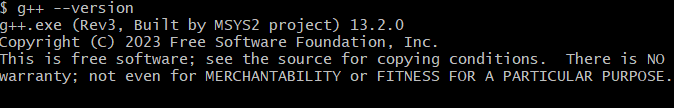 $ g++ --version
g++.exe (Rev3, Built by MSYS2 project) 13.2.0
Copyright (C) 2023 Free Software Foundation, Inc.
This is free software; see the source for copying conditions.  There is NO
warranty; not even for MERCHANTABILITY or FITNESS FOR A PARTICULAR PURPOSE.